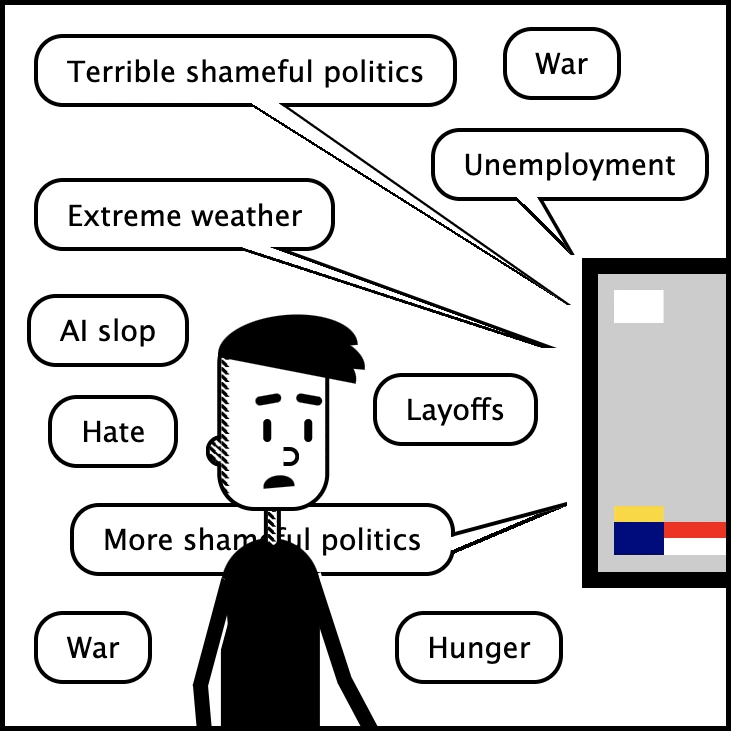 Terrible shameful politics
War
Unemployment
Extreme weather
AI slop
Layoffs
Hate
More shameful politics
War
Hunger